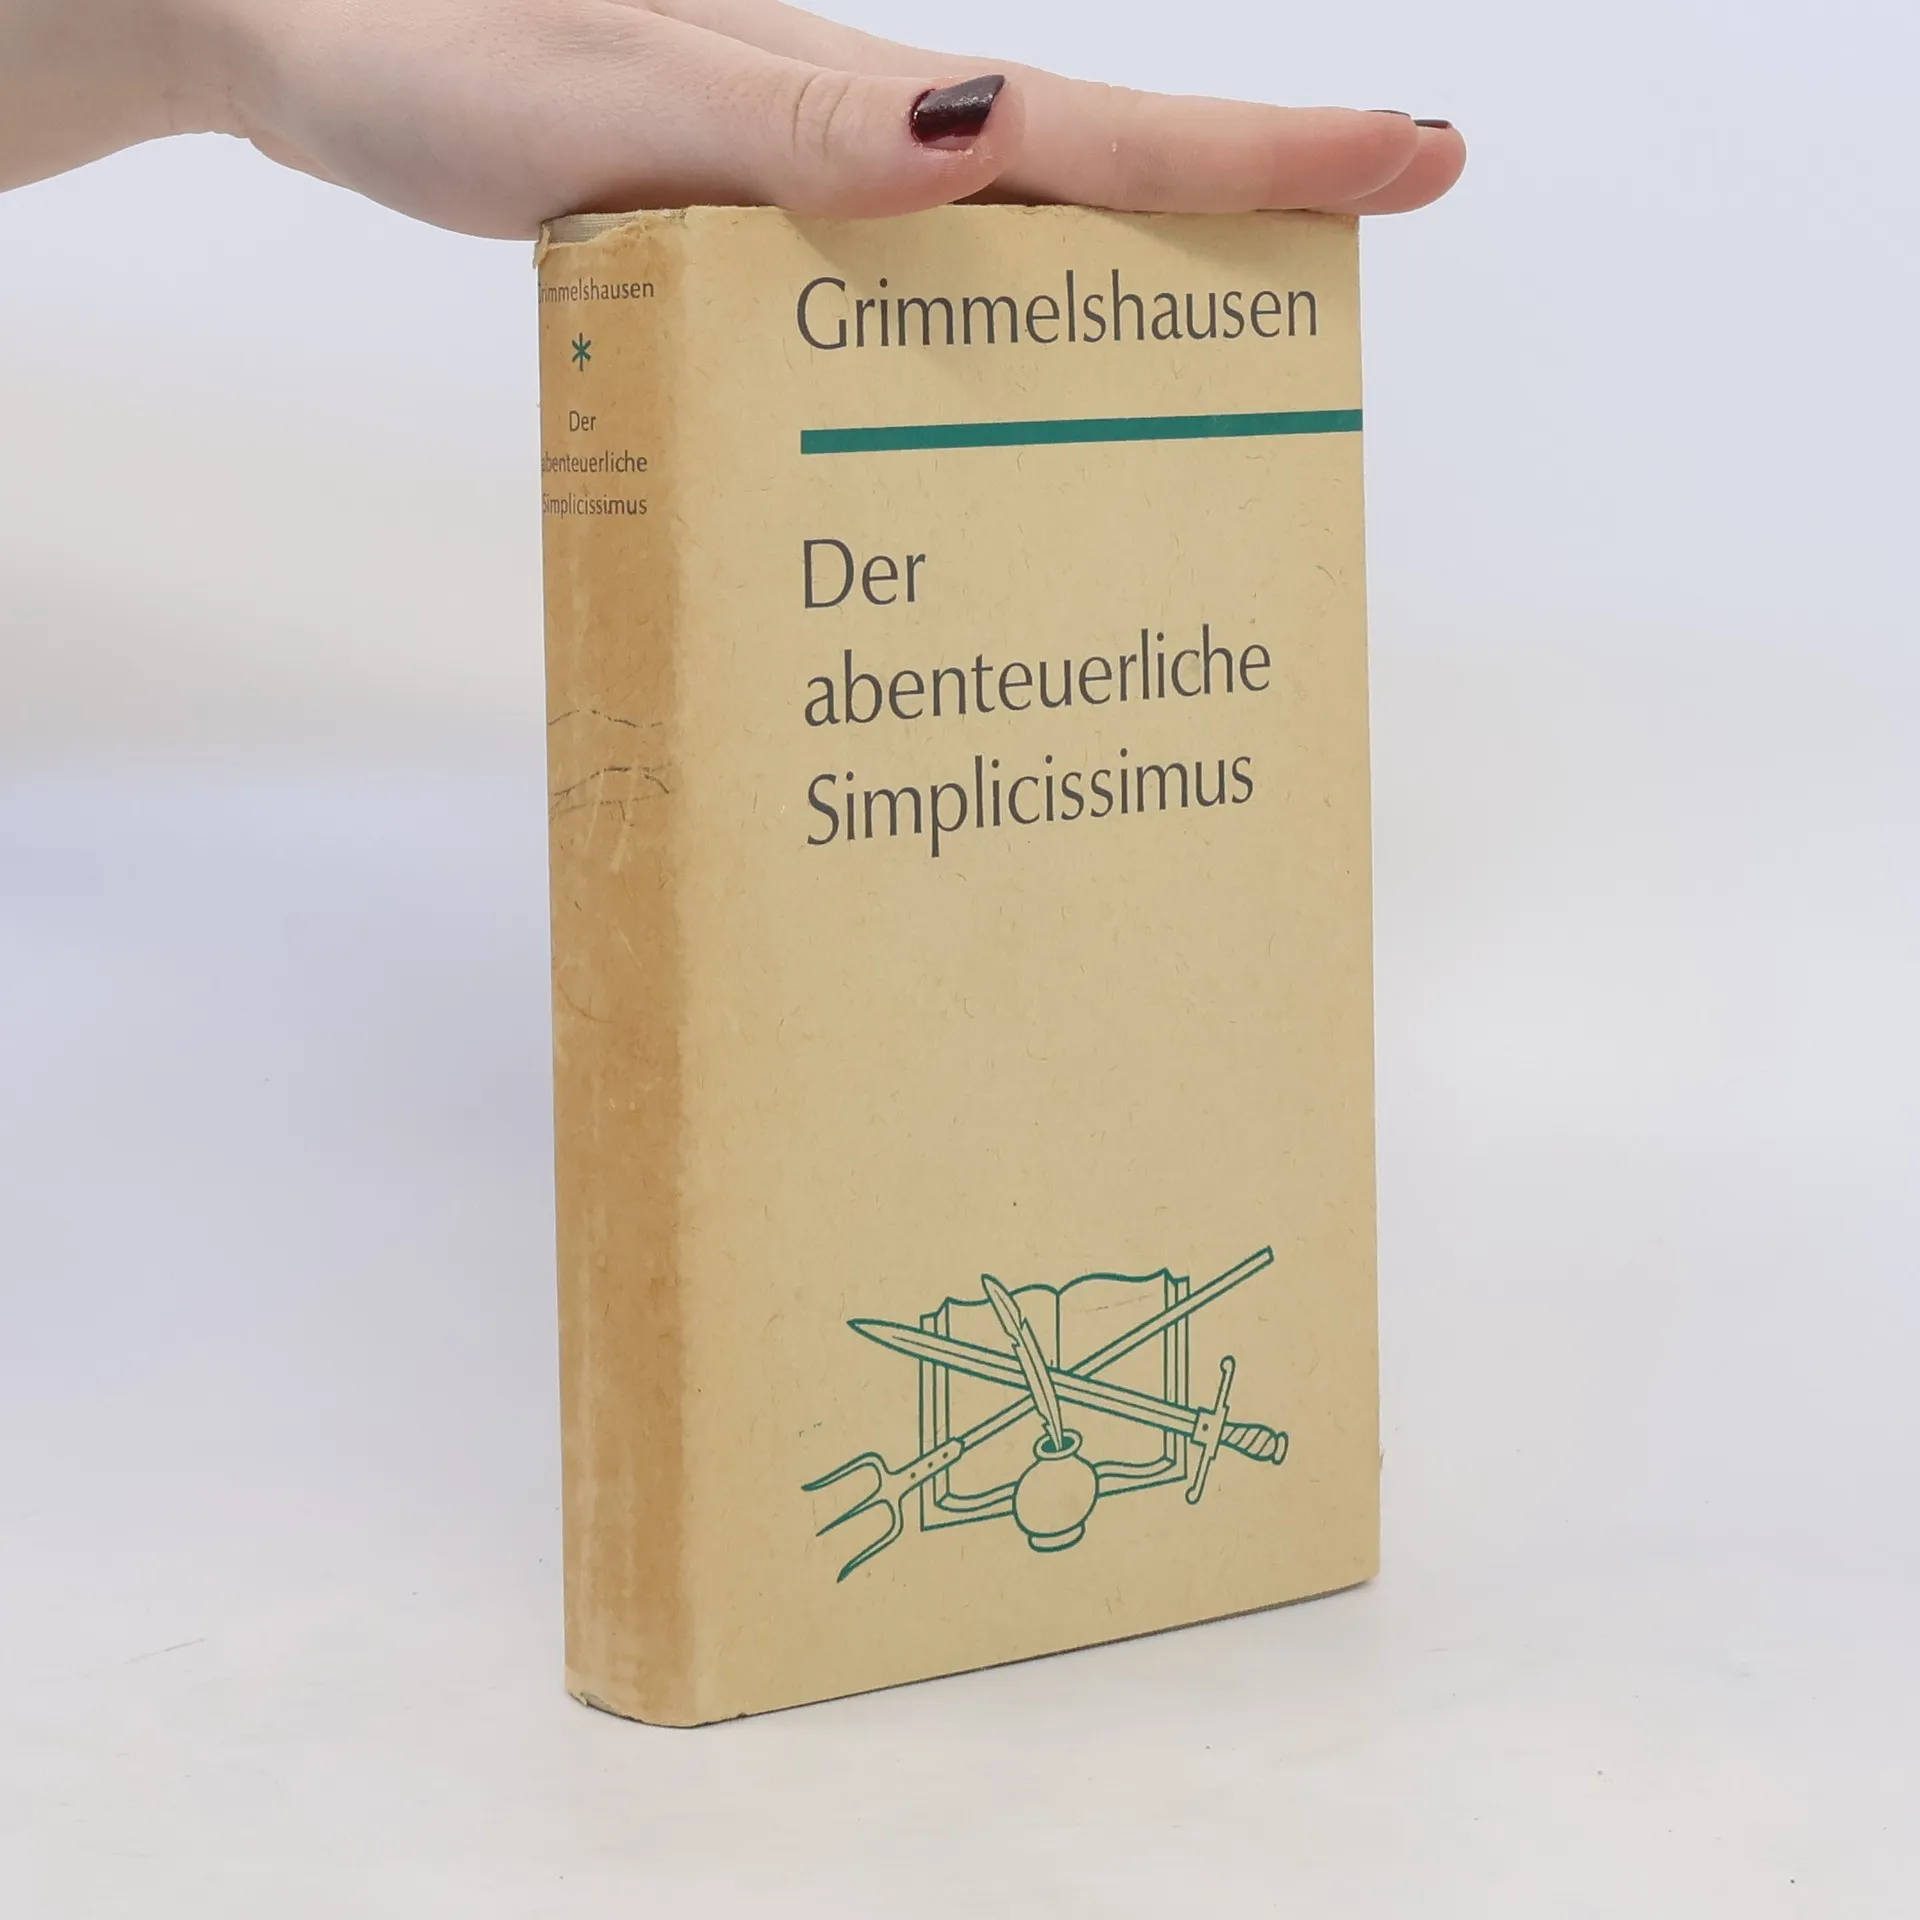 Grimmelshausen
*
Der
abenteuerliche
Simplicissimus
Grimmelshausen
Der
abenteuerliche
Simplicissimus